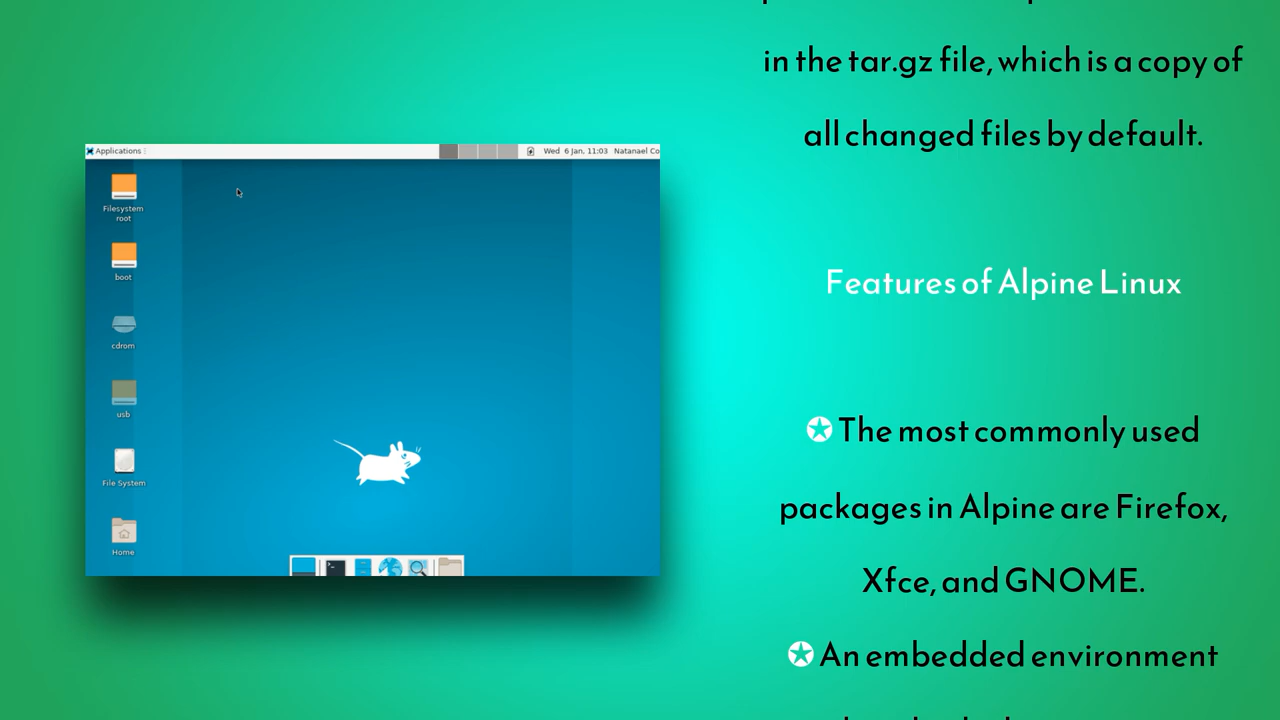 in the tar.gz file, which is a copy of
all changed files by default.
Features of Alpine Linux
The most commonly used
packages in Alpine are Firefox,
Xfce, and GNOME.
An embedded environment
Applications
Wed 6 Jan, 11:03 Natanael Co
Filesystem
root
boot
cdrom
usb
File System
Home